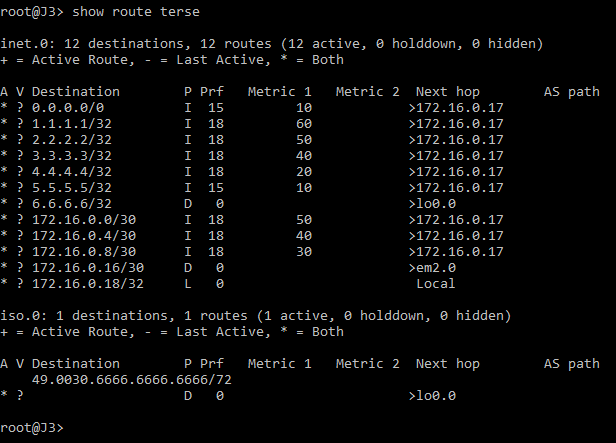 root@J3> show route terse
inet.0: 12 destinations, 12 routes (12 active, 0 holddown, 0 hidden)
+ = Active Route, - = Last Active, * = Both
A V Destination        P Prf   Metric 1   Metric 2  Next hop        AS path
* ? 0.0.0.0/0          I  15         10            >172.16.0.17
* ? 1.1.1.1/32         I  18         60            >172.16.0.17
* ? 2.2.2.2/32         I  18         50            >172.16.0.17
* ? 3.3.3.3/32         I  18         40            >172.16.0.17
* ? 4.4.4.4/32         I  18         20            >172.16.0.17
* ? 5.5.5.5/32         I  15         10            >172.16.0.17
* ? 6.6.6.6/32         D   0                       >lo0.0
* ? 172.16.0.0/30      I  18         50            >172.16.0.17
* ? 172.16.0.4/30      I  18         40            >172.16.0.17
* ? 172.16.0.8/30      I  18         30            >172.16.0.17
* ? 172.16.0.16/30     D   0                       >em2.0
* ? 172.16.0.18/32     L   0                        Local
iso.0: 1 destinations, 1 routes (1 active, 0 holddown, 0 hidden)
+ = Active Route, - = Last Active, * = Both
A V Destination        P Prf   Metric 1   Metric 2  Next hop        AS path
    49.0030.6666.6666.6666/72
* ?                    D   0                       >lo0.0
root@J3>